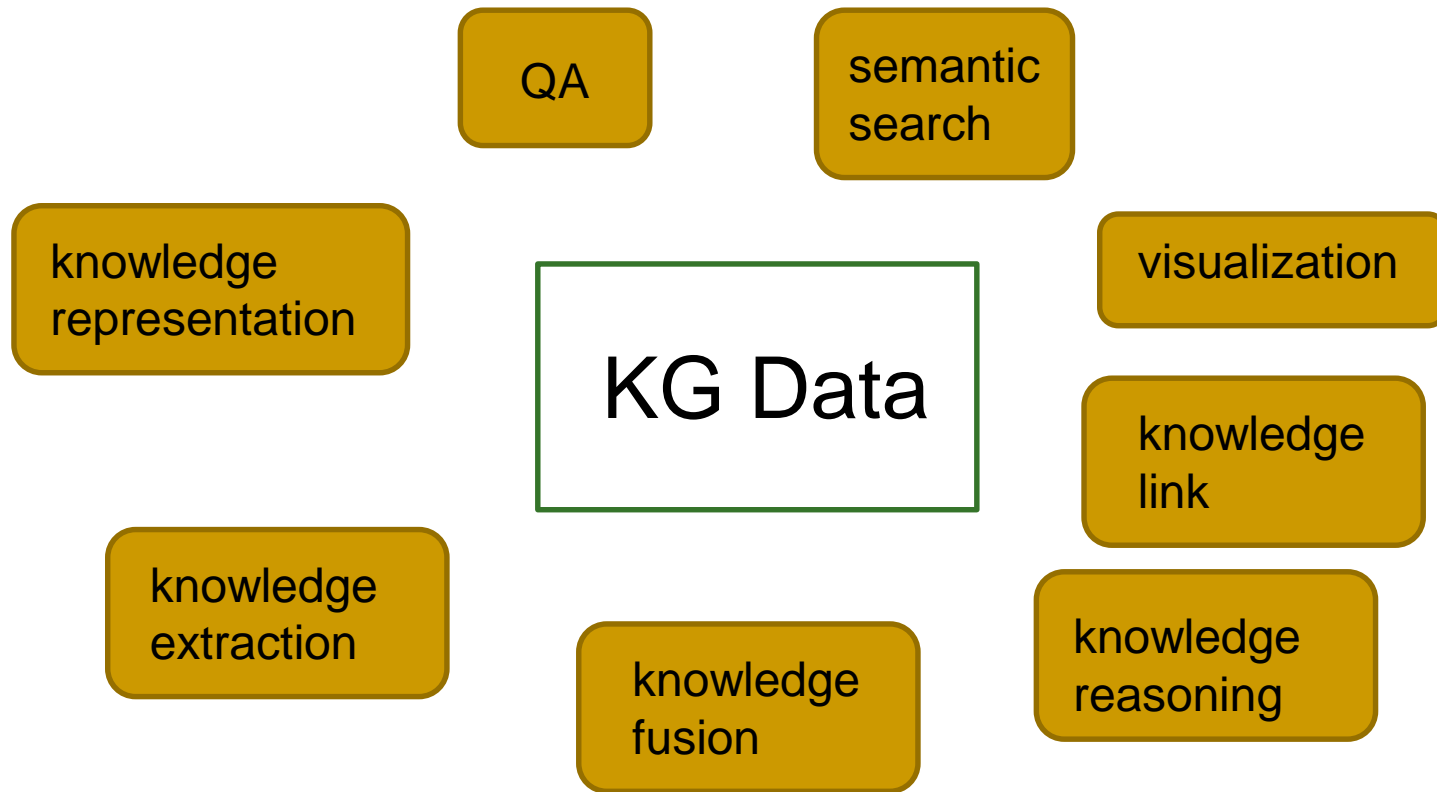 QA
semantic
search
knowledge
representation
visualization
KG Data
knowledge
link
knowledge
extraction
knowledge
reasoning
knowledge
fusion